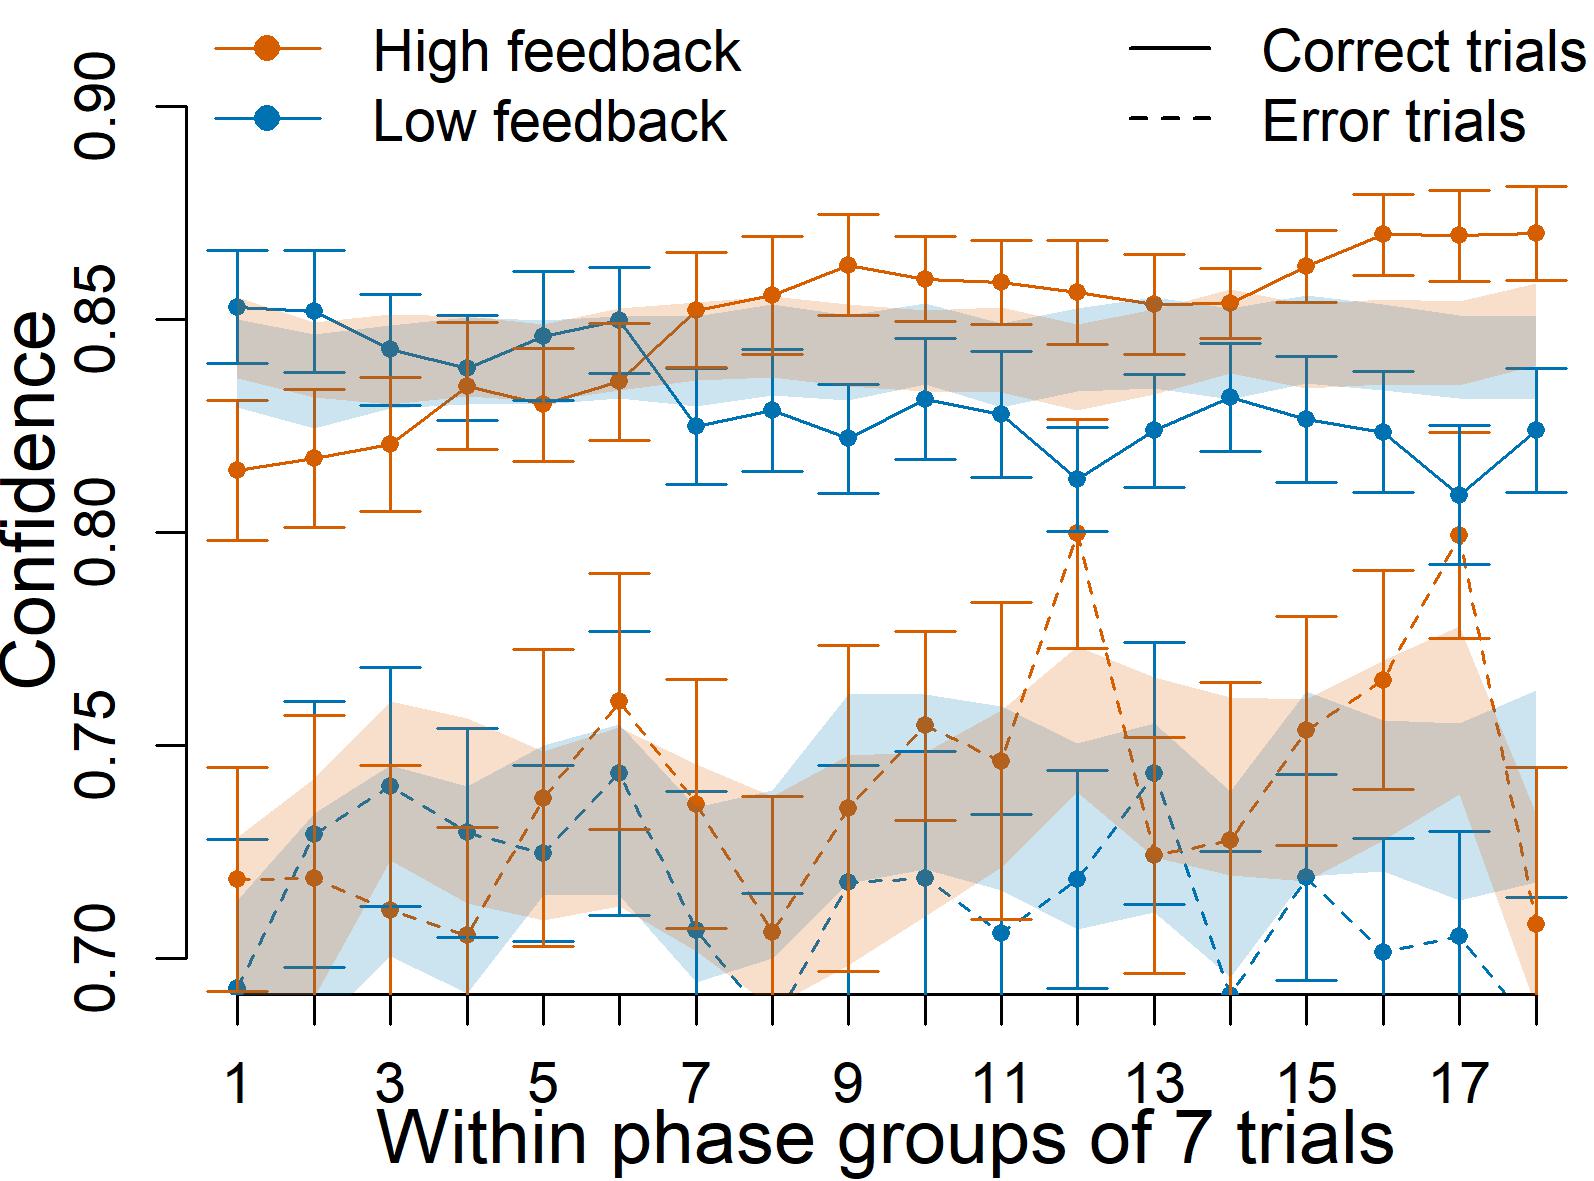 High feedback
Low feedback
Correct trials
Error trials
Confidence
0.90
0.85
0.80
0.75
0.70
1 3 5 7 9 11 13 15 17
Within phase groups of 7 trials